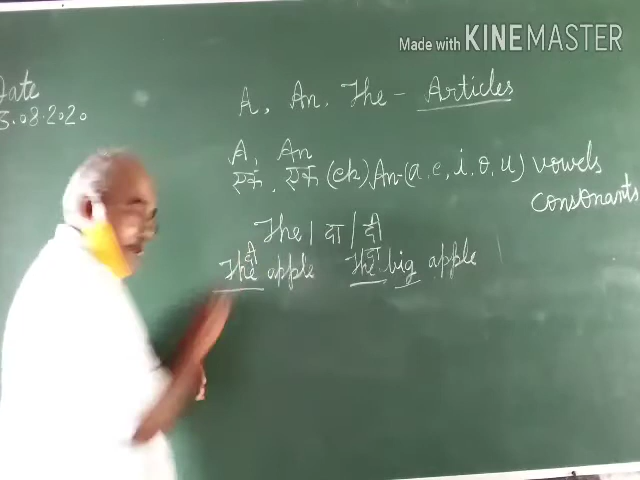 Made with KINEMASTER
Date
3.08.2020
A, An, The - Articles
A, An
एक, एक (ek) An-(a, e, i, o, u) vowels
consonants
The / दा / दी
दी दा
The apple The big apple